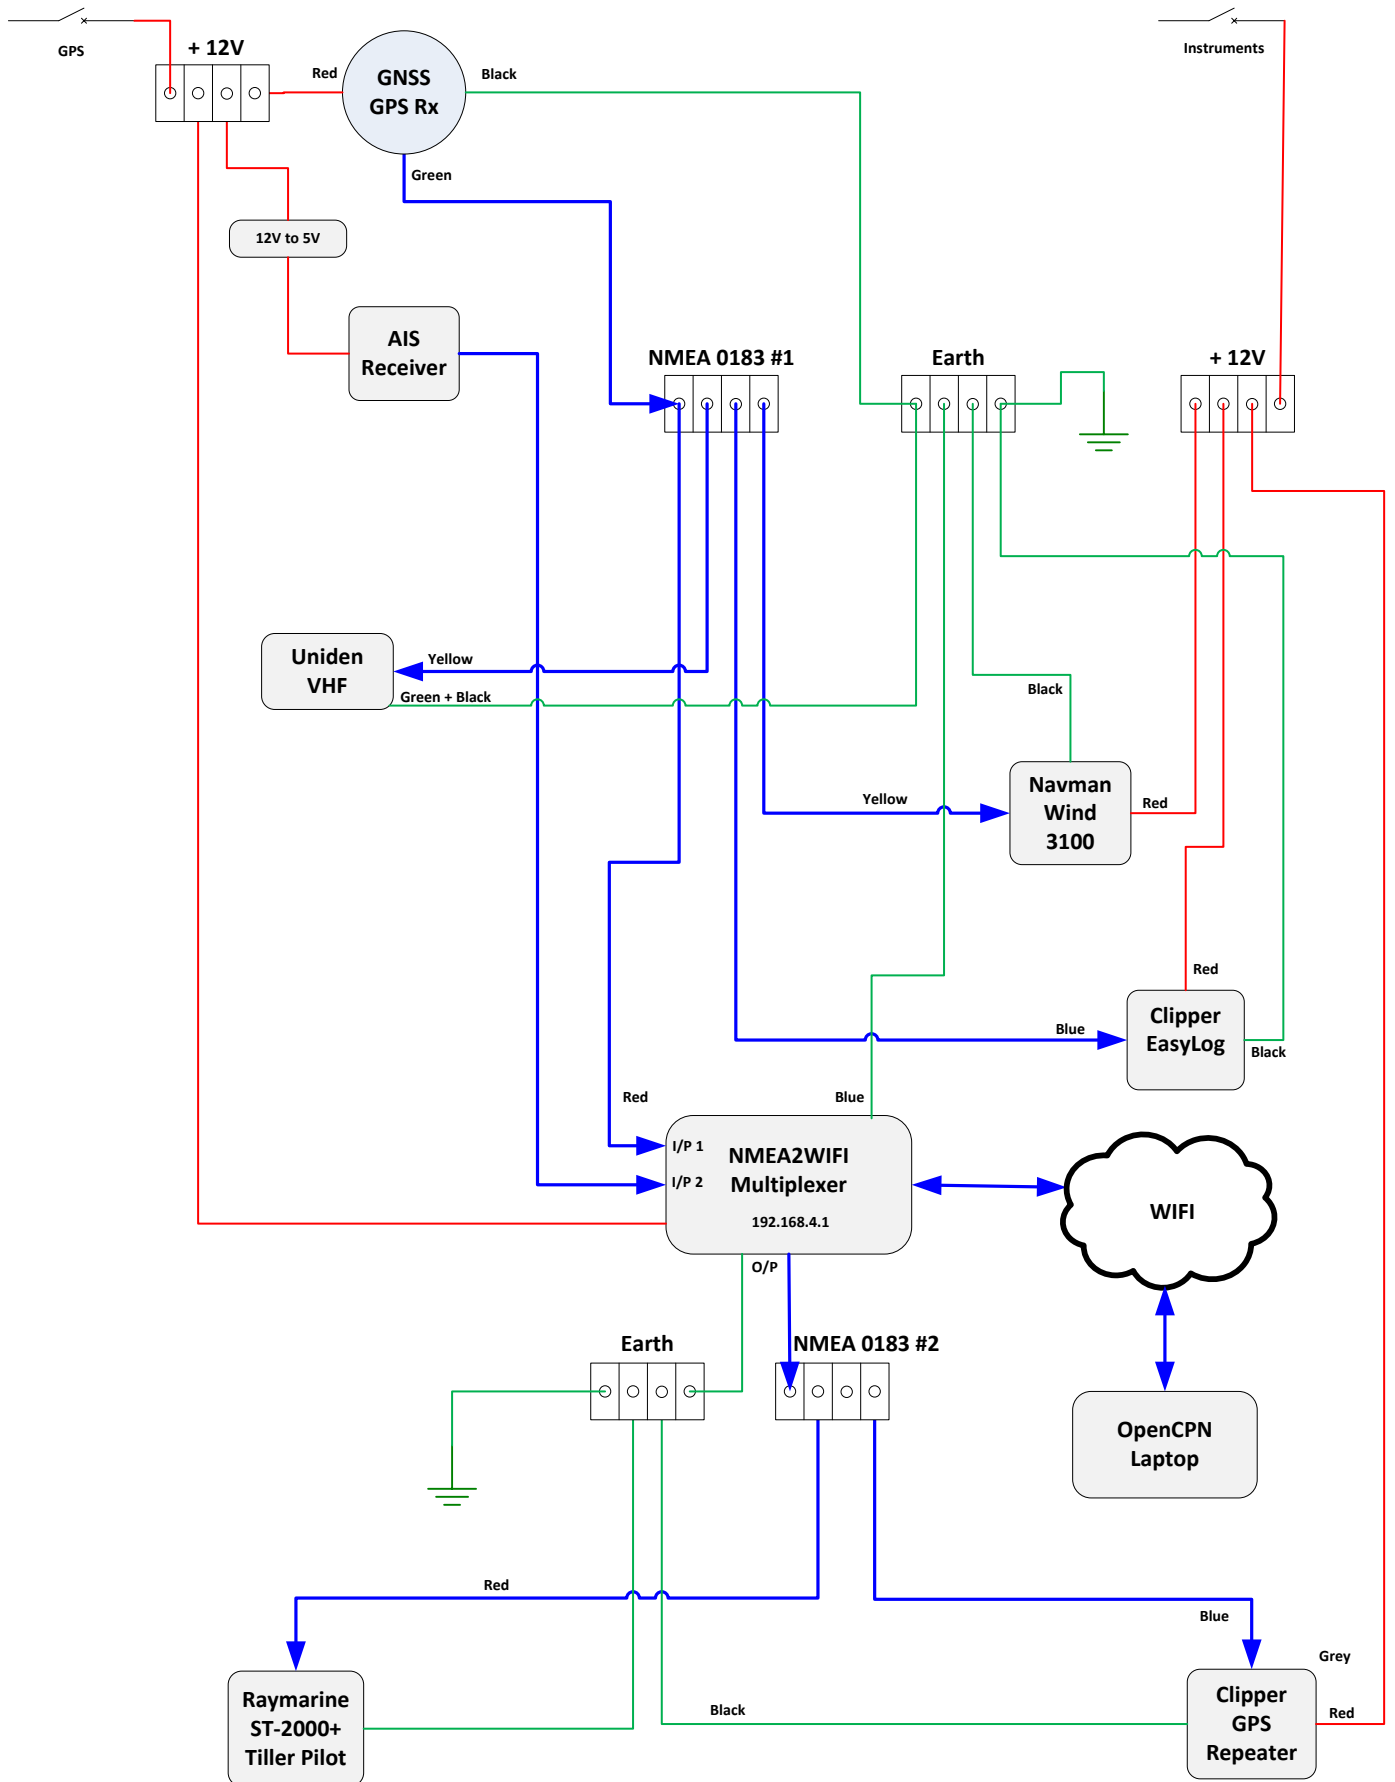 GPS
+ 12V
Red
GNSS
GPS Rx
Black
Instruments
Green
12V to 5V
AIS
Receiver
NMEA 0183 #1
Earth
+ 12V
Uniden
VHF
Yellow
Green + Black
Black
Yellow
Navman
Wind
3100
Red
Red
Clipper
EasyLog
Blue
Black
Red
Blue
I/P 1
I/P 2
NMEA2WIFI
Multiplexer
192.168.4.1
WIFI
O/P
Earth
NMEA 0183 #2
OpenCPN
Laptop
Red
Blue
Grey
Raymarine
ST-2000+
Tiller Pilot
Black
Clipper
GPS
Repeater
Red